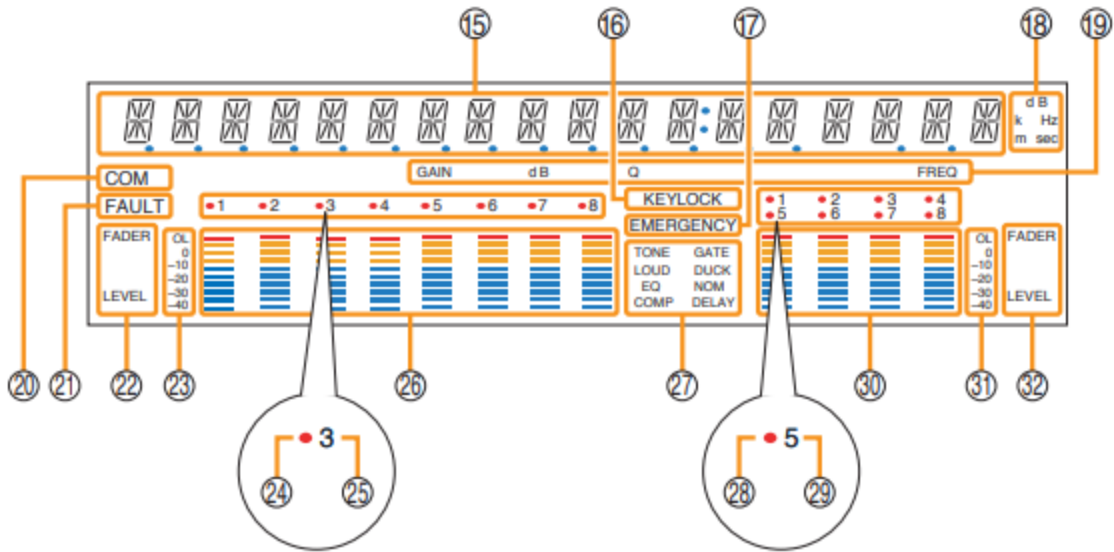 ⑮ ⑯ ⑰ ⑱ ⑲
d B
k Hz
m sec
COM
GAIN d B Q FREQ
FAULT
1 2 3 4 5 6 7 8
KEYLOCK
EMERGENCY
1 2 3 4
5 6 7 8
FADER
LEVEL
OL
0
−10
−20
−30
−40
TONE GATE
LOUD DUCK
EQ NOM
COMP DELAY
OL
0
−10
−20
−30
−40
FADER
LEVEL
⑳ ㉑ ㉒ ㉓ ㉖ ㉗ ㉚ ㉛ ㉜
3
㉔ ㉕
5
㉘ ㉙